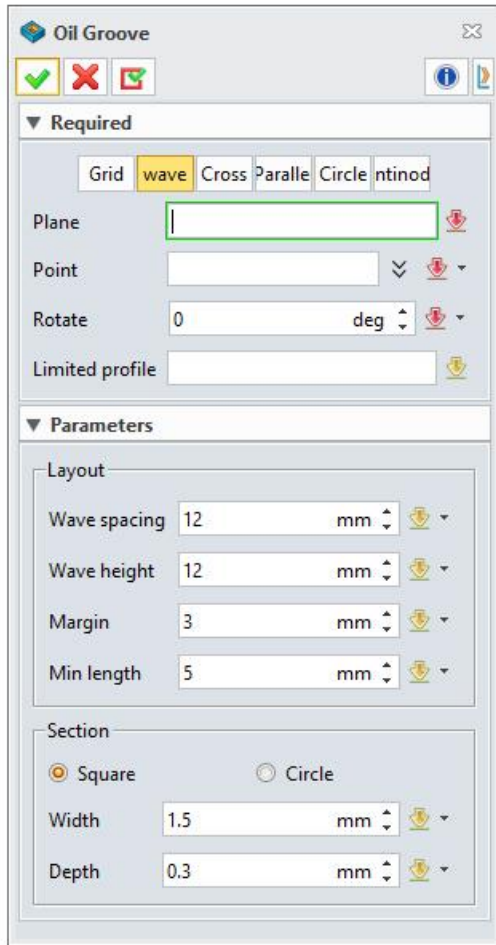 Oil Groove
Required
Grid wave Cross Paralle Circle ntinod
Plane
Point
Rotate 0 deg
Limited profile
Parameters
Layout
Wave spacing 12 mm
Wave height 12 mm
Margin 3 mm
Min length 5 mm
Section
Square Circle
Width 1.5 mm
Depth 0.3 mm